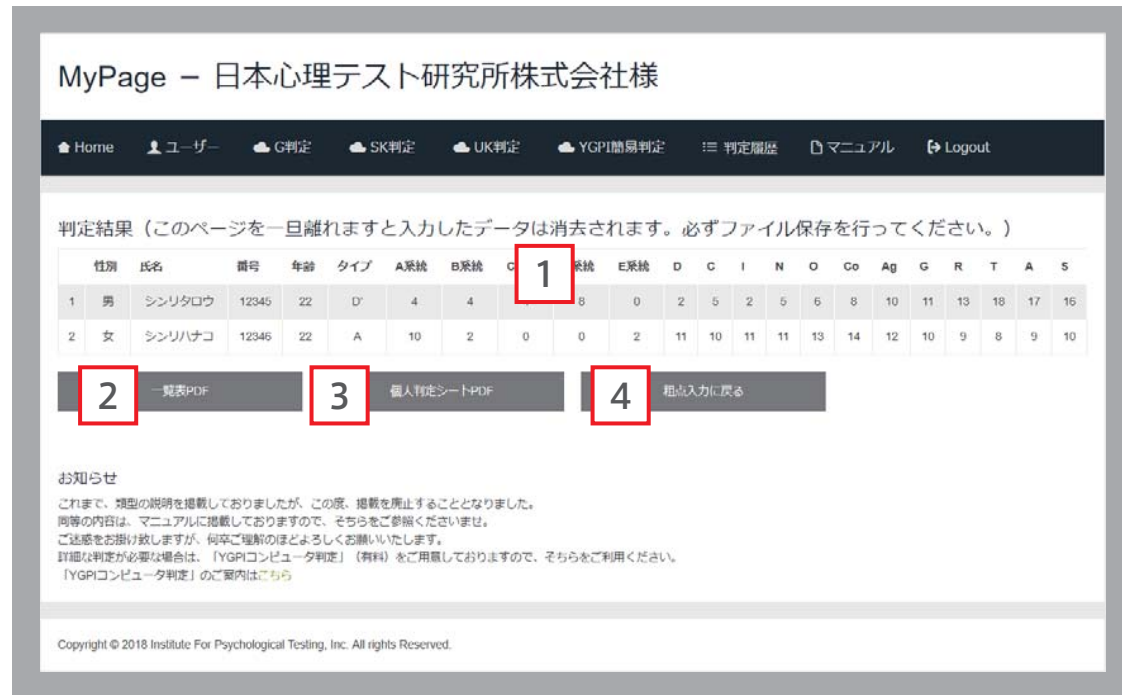 MyPage – 日本心理テスト研究所株式会社様
Home ユーザー G判定 SK判定 UK判定 YGPI簡易判定 判定履歴 マニュアル Logout
判定結果（このページを一旦離れますと入力したデータは消去されます。必ずファイル保存を行ってください。）
性別 氏名 番号 年齢 タイプ A系統 B系統 C 1 系統 E系統 D C I N O Co Ag G R T A S
1 男 シンリタロウ 12345 22 D' 4 4 8 0 2 5 2 5 6 8 10 11 13 18 17 16
2 女 シンリハナコ 12346 22 A 10 2 0 0 2 11 10 11 11 13 14 12 10 9 8 9 10
2 一覧表PDF 3 個人判定シートPDF 4 粗点入力に戻る
お知らせ
これまで、類型の説明を掲載しておりましたが、この度、掲載を廃止することとなりました。
同等の内容は、マニュアルに掲載しておりますので、そちらをご参照くださいませ。
ご迷惑をお掛け致しますが、何卒ご理解のほどよろしくお願いいたします。
詳細な判定が必要な場合は、「YGPIコンピュータ判定」（有料）をご用意しておりますので、そちらをご利用ください。
「YGPIコンピュータ判定」のご案内はこちら
Copyright © 2018 Institute For Psychological Testing, Inc. All rights Reserved.